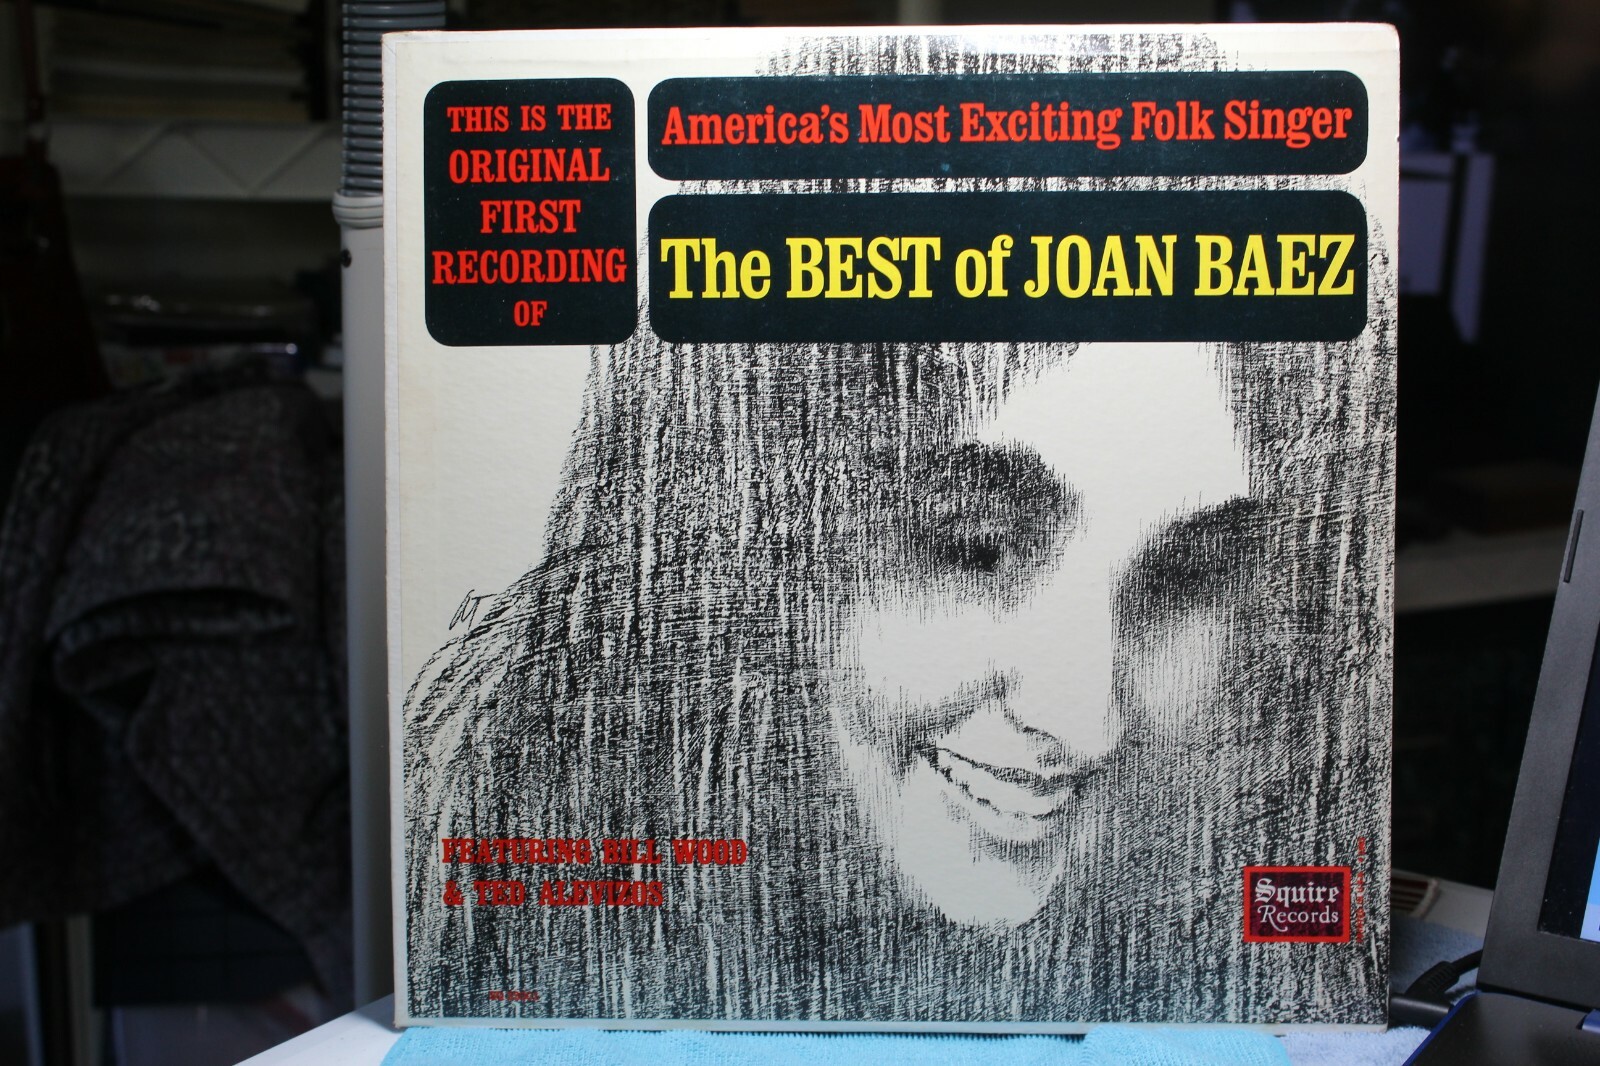 THIS IS THE
ORIGINAL
FIRST
RECORDING
OF
America's Most Exciting Folk Singer
The BEST of JOAN BAEZ
FEATURING BILL WOOD
& TED ALEVIZOS
Squire
Records